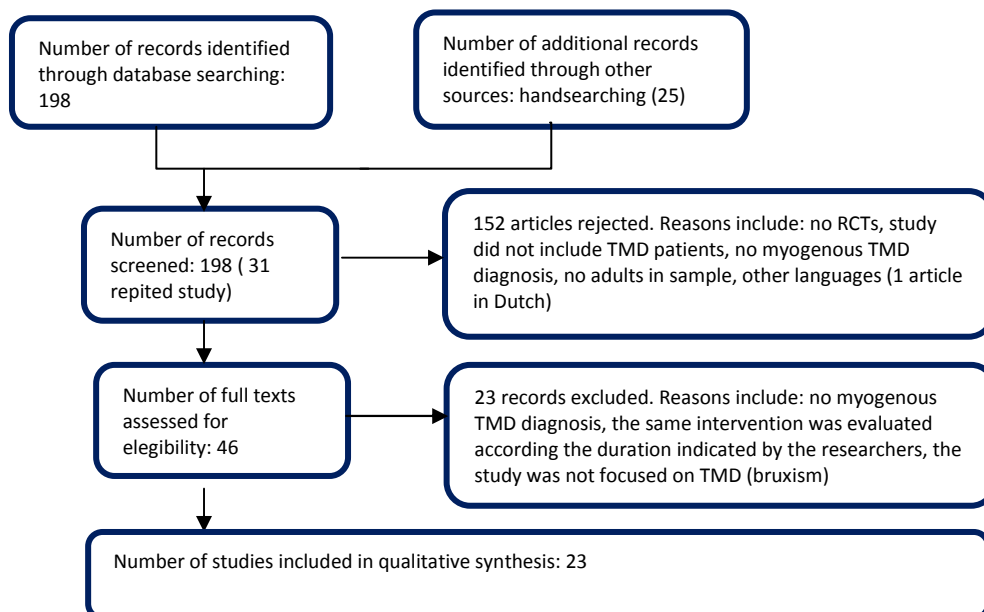 Number of records identified
through database searching:
198
Number of additional records
identified through other
sources: handsearching (25)
Number of records
screened: 198 ( 31
repited study)
152 articles rejected. Reasons include: no RCTs, study
did not include TMD patients, no myogenous TMD
diagnosis, no adults in sample, other languages (1 article
in Dutch)
Number of full texts
assessed for
elegibility: 46
23 records excluded. Reasons include: no myogenous
TMD diagnosis, the same intervention was evaluated
according the duration indicated by the researchers, the
study was not focused on TMD (bruxism)
Number of studies included in qualitative synthesis: 23